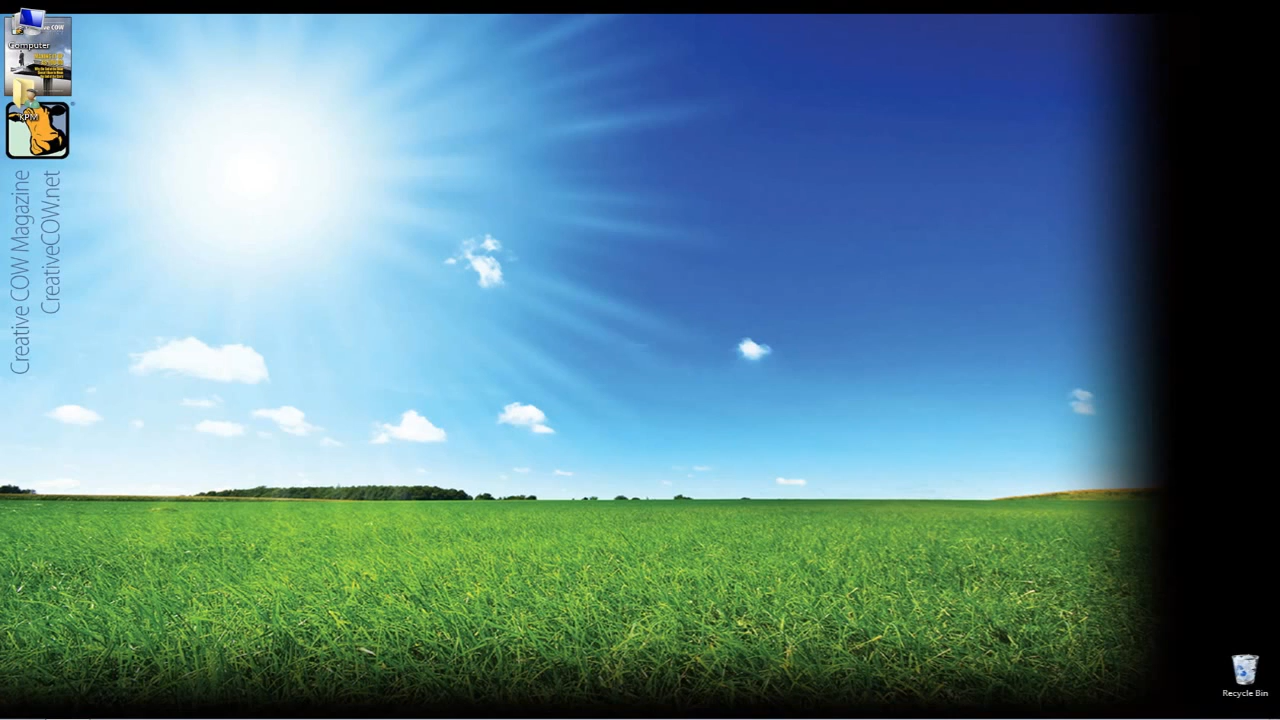 Computer
KPM
Creative COW Magazine
CreativeCOW.net
Recycle Bin